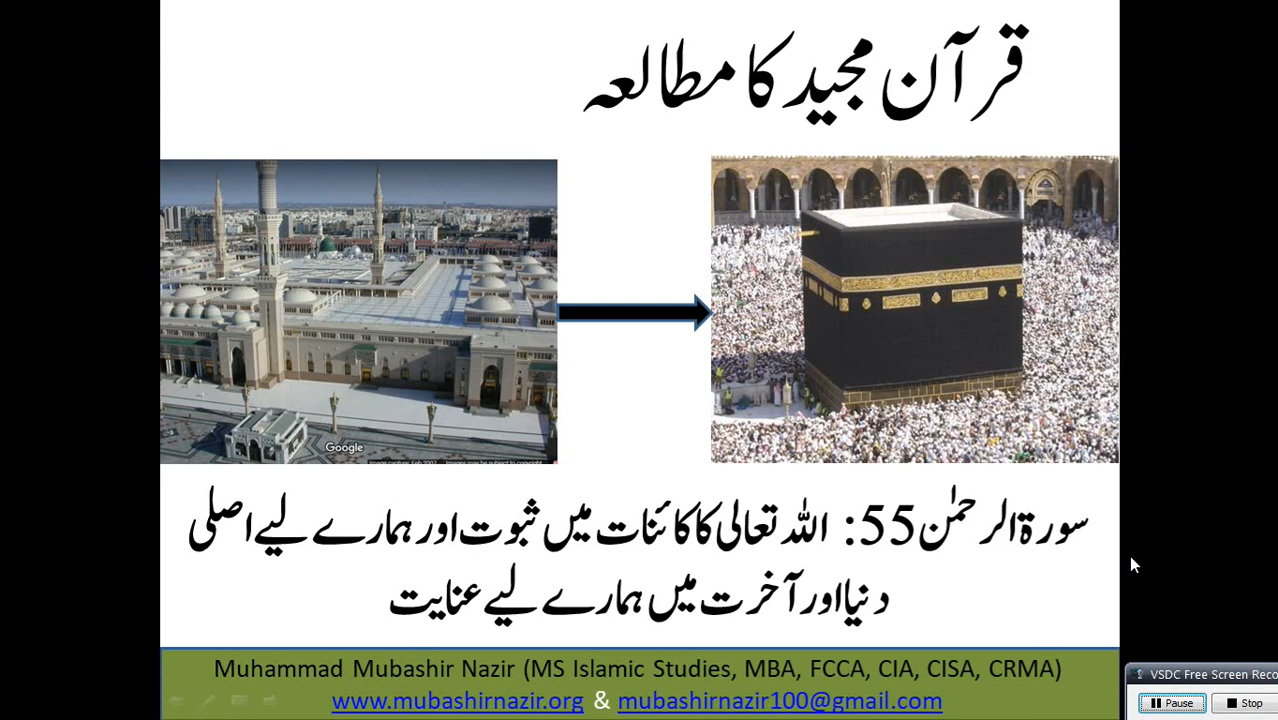 قرآن مجید کا مطالعہ
Google
سورۃ الرحمٰن 55: اللہ تعالی کا کائنات میں ثبوت اور ہمارے لیے اصلی
دنیا اور آخرت میں ہمارے لیے عنایت
Muhammad Mubashir Nazir (MS Islamic Studies, MBA, FCCA, CIA, CISA, CRMA)
www.mubashirnazir.org & mubashirnazir100@gmail.com
VSDC Free Screen Reco
Pause
Stop